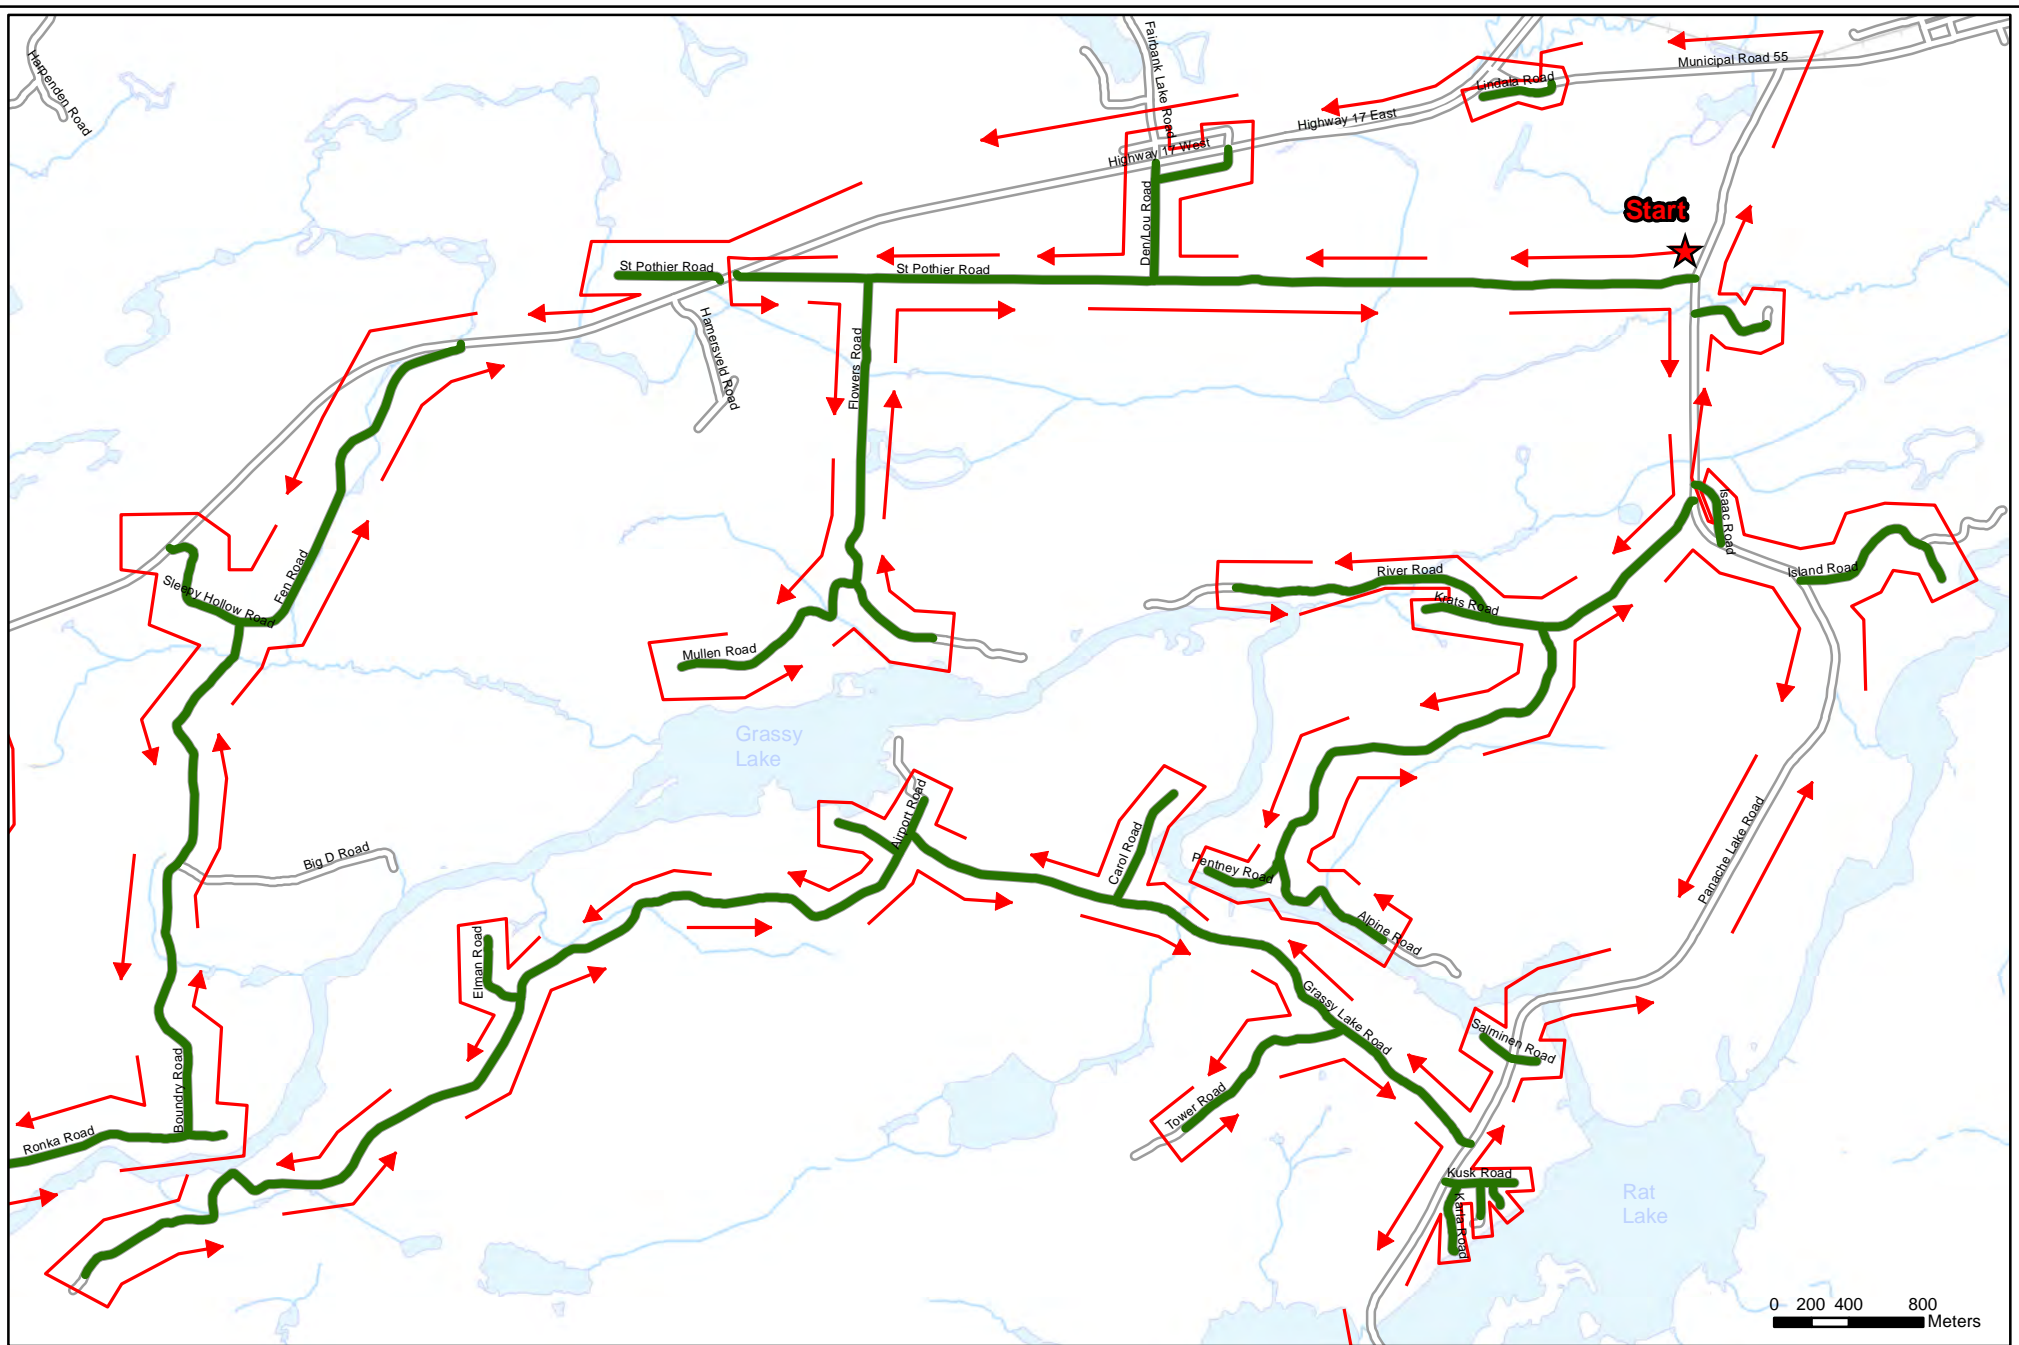 Harpenden Road
Fairbank Lake Road
Municipal Road 55
Lindala Road
Highway 17 East
Highway 17 West
Den/Lou Road
Start
St Pothier Road
St Pothier Road
Hamersveld Road
Flowers Road
Isaac Road
Island Road
River Road
Krats Road
Fen Road
Sleepy Hollow Road
Mullen Road
Grassy
Lake
Airport Road
Carol Road
Pentney Road
Panache Lake Road
Big D Road
Alpine Road
Elman Road
Grassy Lake Road
Salminen Road
Boundry Road
Ronka Road
Tower Road
Kusk Road
Karla Road
Rat
Lake
0 200 400 800
Meters